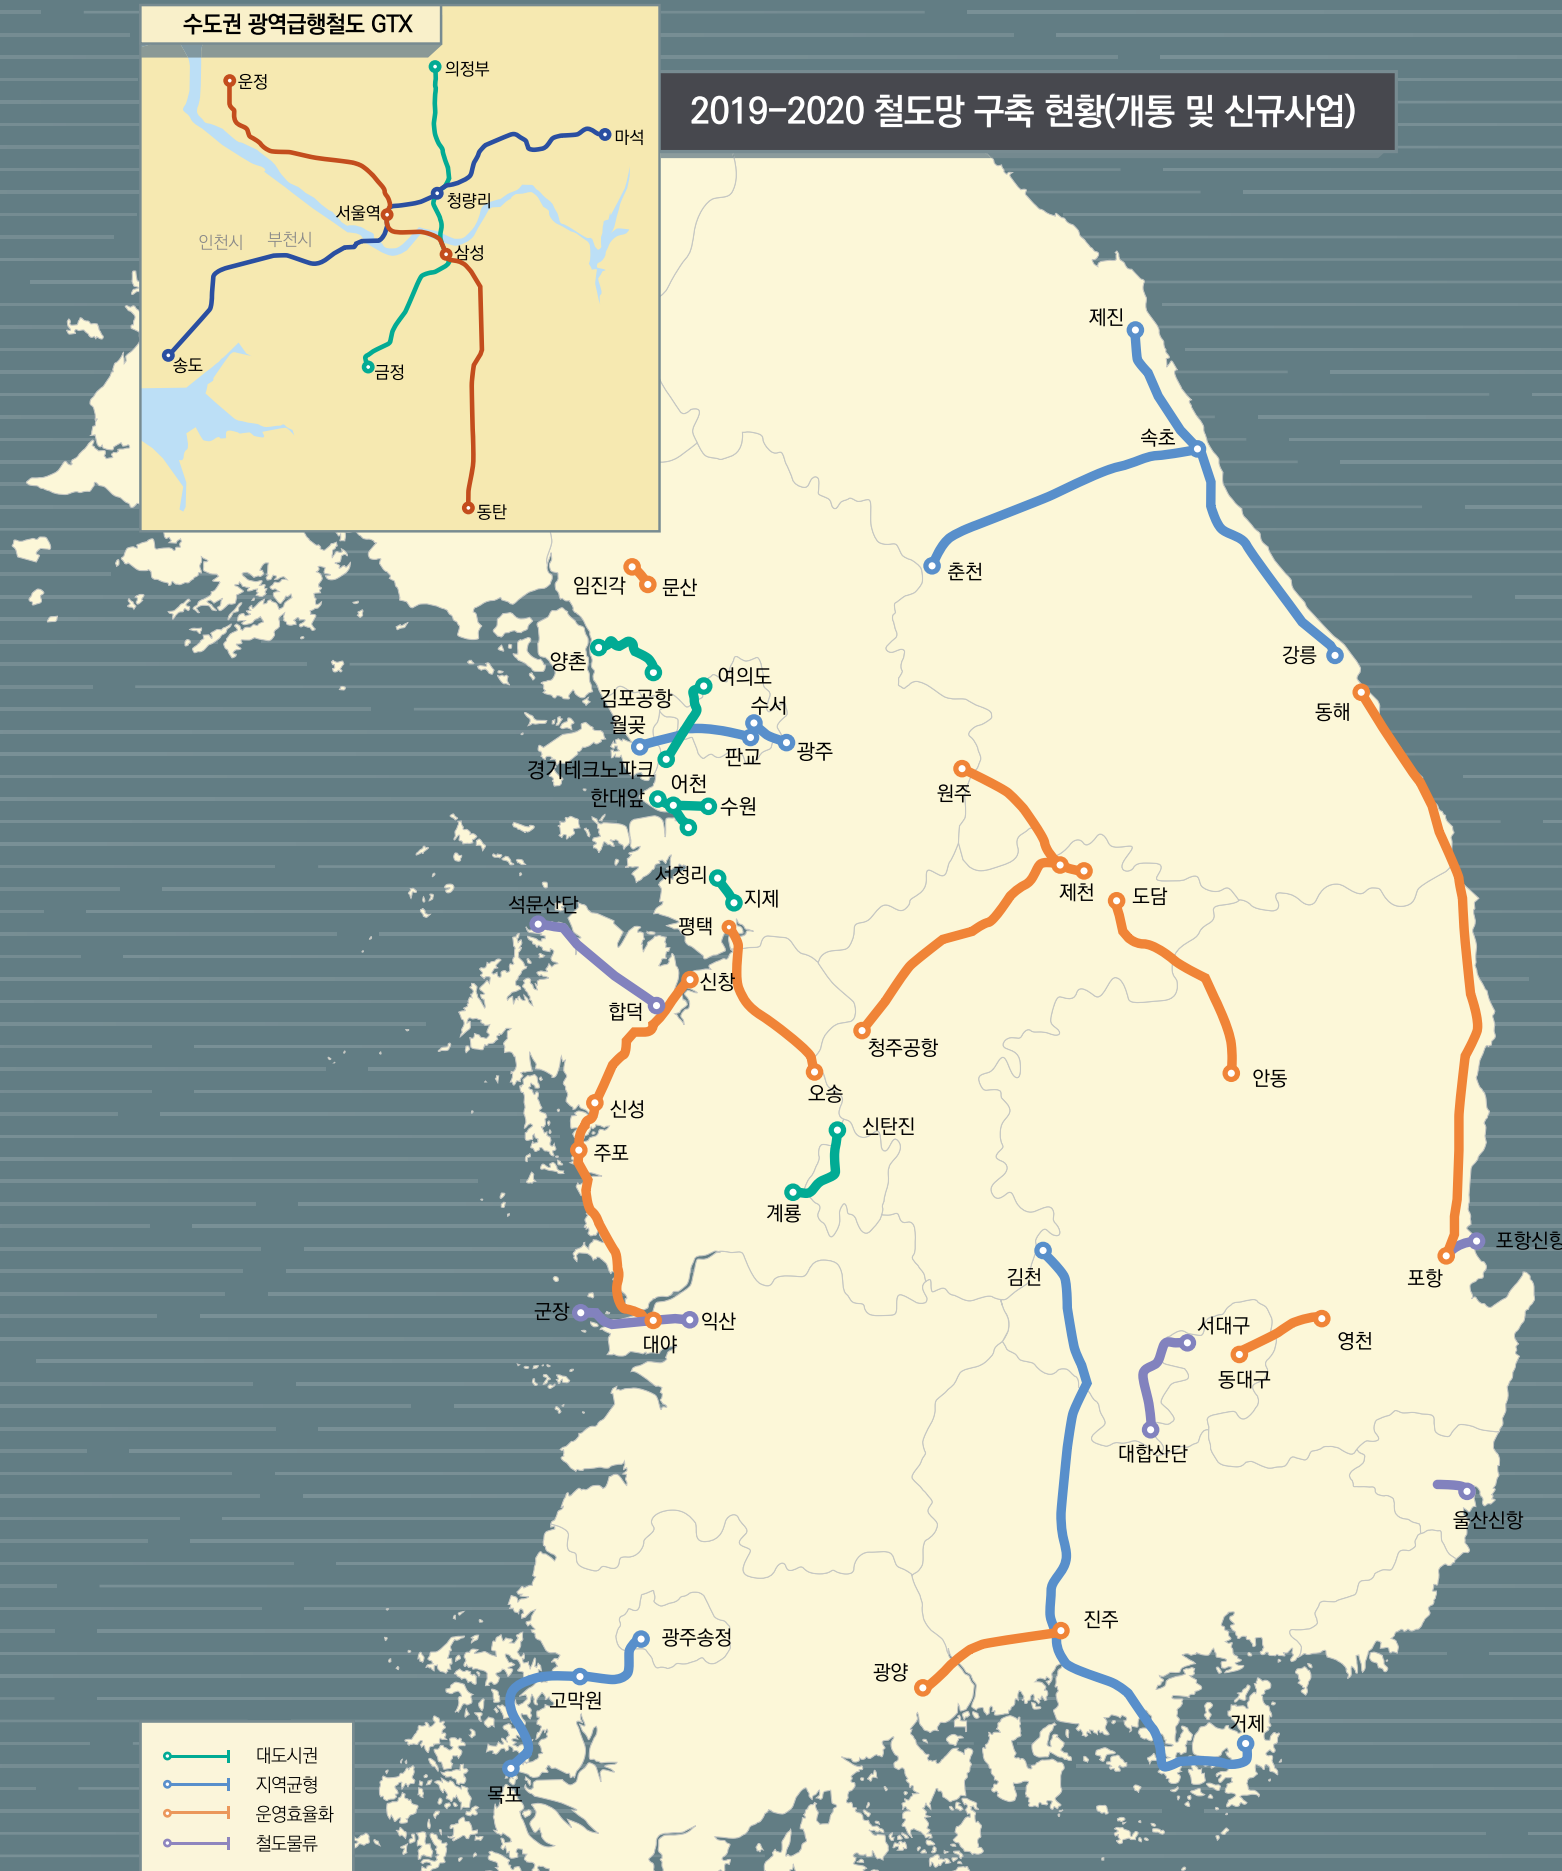 수도권 광역급행철도 GTX
운정
의정부
마석
청량리
서울역
인천시
부천시
삼성
송도
금정
동탄
2019-2020 철도망 구축 현황(개통 및 신규사업)
제진
속초
춘천
강릉
동해
임진각
문산
양촌
김포공항
여의도
수서
월곶
판교
광주
경기테크노파크
어천
한대앞
수원
원주
서정리
지제
제천
도담
석문산단
평택
신창
합덕
청주공항
오송
안동
신성
신탄진
주포
계룡
포항신항
김천
포항
군장
익산
대야
서대구
영천
동대구
대합산단
울산신항
진주
광주송정
광양
고막원
거제
목포
대도시권
지역균형
운영효율화
철도물류